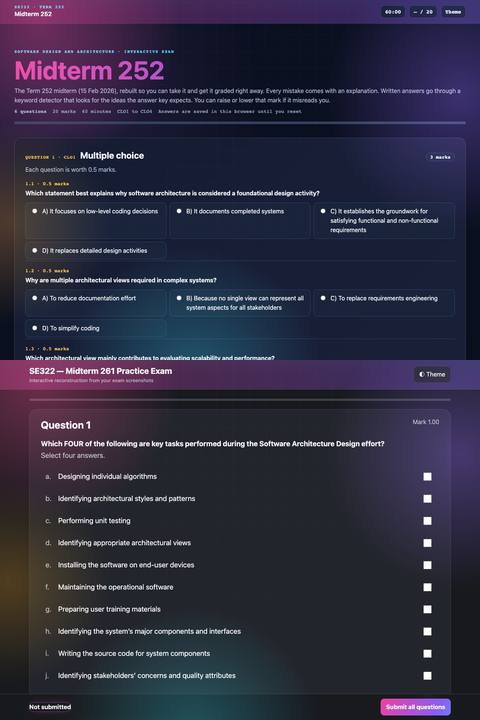 SE322 · TERM 252
Midterm 252
60:00
— / 20
Theme
SOFTWARE DESIGN AND ARCHITECTURE · INTERACTIVE EXAM
Midterm 252
The Term 252 midterm (15 Feb 2026), rebuilt so you can take it and get it graded right away. Every mistake comes with an explanation. Written answers go through a
keyword detector that looks for the ideas the answer key expects. You can raise or lower that mark if it misreads you.
6 questions 20 marks 60 minutes CLO1 to CLO4 Answers are saved in this browser until you reset
QUESTION 1 · CLO1 Multiple choice
3 marks
Each question is worth 0.5 marks.
1.1 · 0.5 marks
Which statement best explains why software architecture is considered a foundational design activity?
A) It focuses on low-level coding decisions
B) It documents completed systems
C) It establishes the groundwork for
satisfying functional and non-functional
requirements
D) It replaces detailed design activities
1.2 · 0.5 marks
Why are multiple architectural views required in complex systems?
A) To reduce documentation effort
B) Because no single view can represent all
system aspects for all stakeholders
C) To replace requirements engineering
D) To simplify coding
1.3 · 0.5 marks
Which architectural view mainly contributes to evaluating scalability and performance?
SE322 — Midterm 261 Practice Exam
Interactive reconstruction from your exam screenshots
Theme
Question 1
Mark 1.00
Which FOUR of the following are key tasks performed during the Software Architecture Design effort?
Select four answers.
a. Designing individual algorithms
b. Identifying architectural styles and patterns
c. Performing unit testing
d. Identifying appropriate architectural views
e. Installing the software on end-user devices
f. Maintaining the operational software
g. Preparing user training materials
h. Identifying the system's major components and interfaces
i. Writing the source code for system components
j. Identifying stakeholders' concerns and quality attributes
Not submitted
Submit all questions